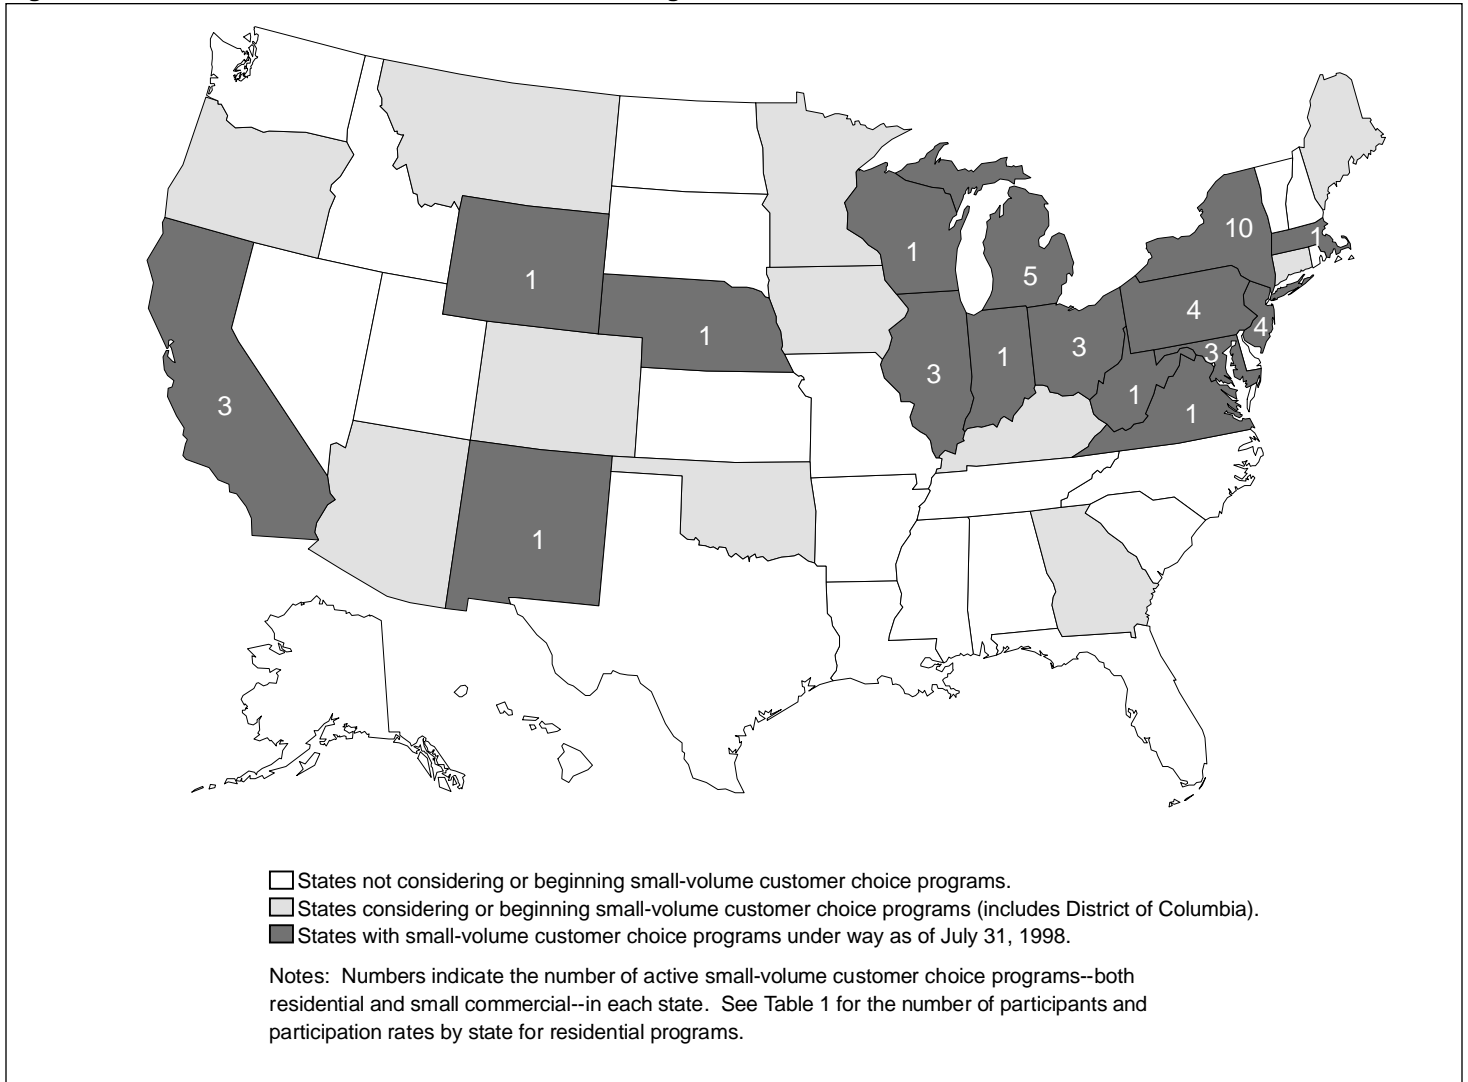 10
1
1
1
5
1
4
4
1
3
3
3
1
3
1
1
1
States not considering or beginning small-volume customer choice programs.
States considering or beginning small-volume customer choice programs (includes District of Columbia).
States with small-volume customer choice programs under way as of July 31, 1998.
Notes: Numbers indicate the number of active small-volume customer choice programs--both
residential and small commercial--in each state. See Table 1 for the number of participants and
participation rates by state for residential programs.